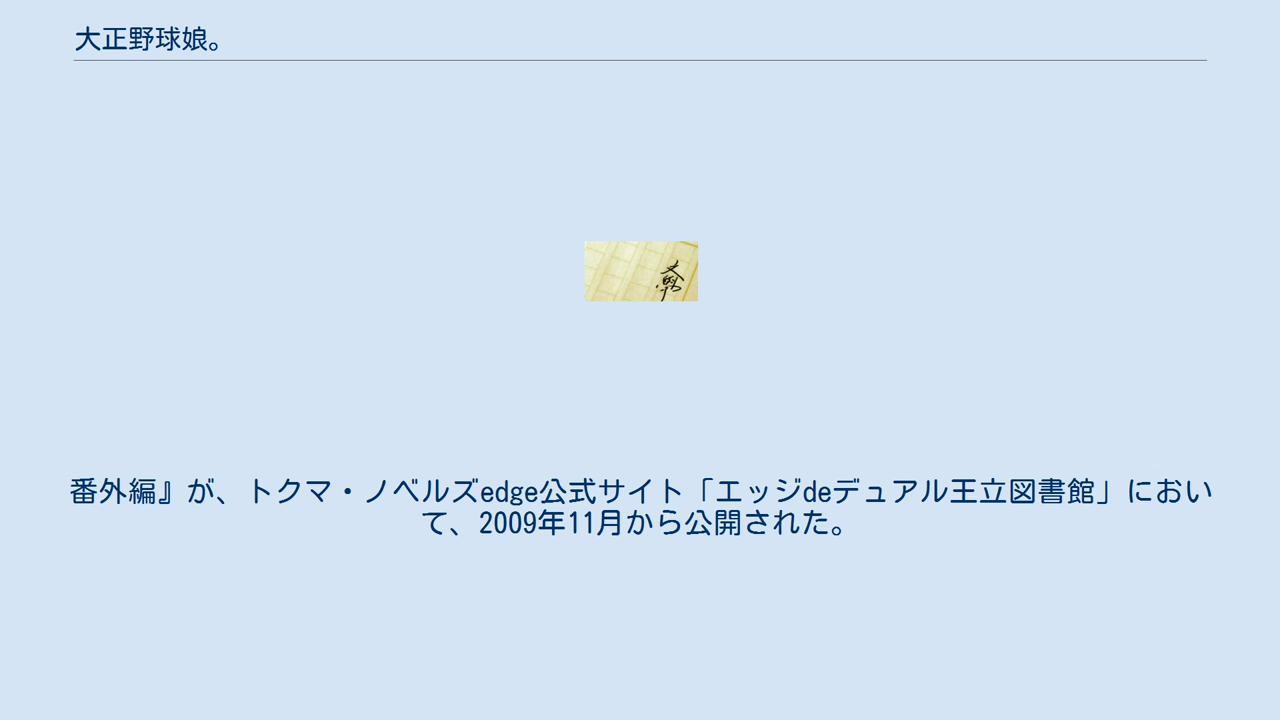 大正野球娘。
番外編』が、トクマ・ノベルズedge公式サイト「エッジdeデュアル王立図書館」におい
て、2009年11月から公開された。